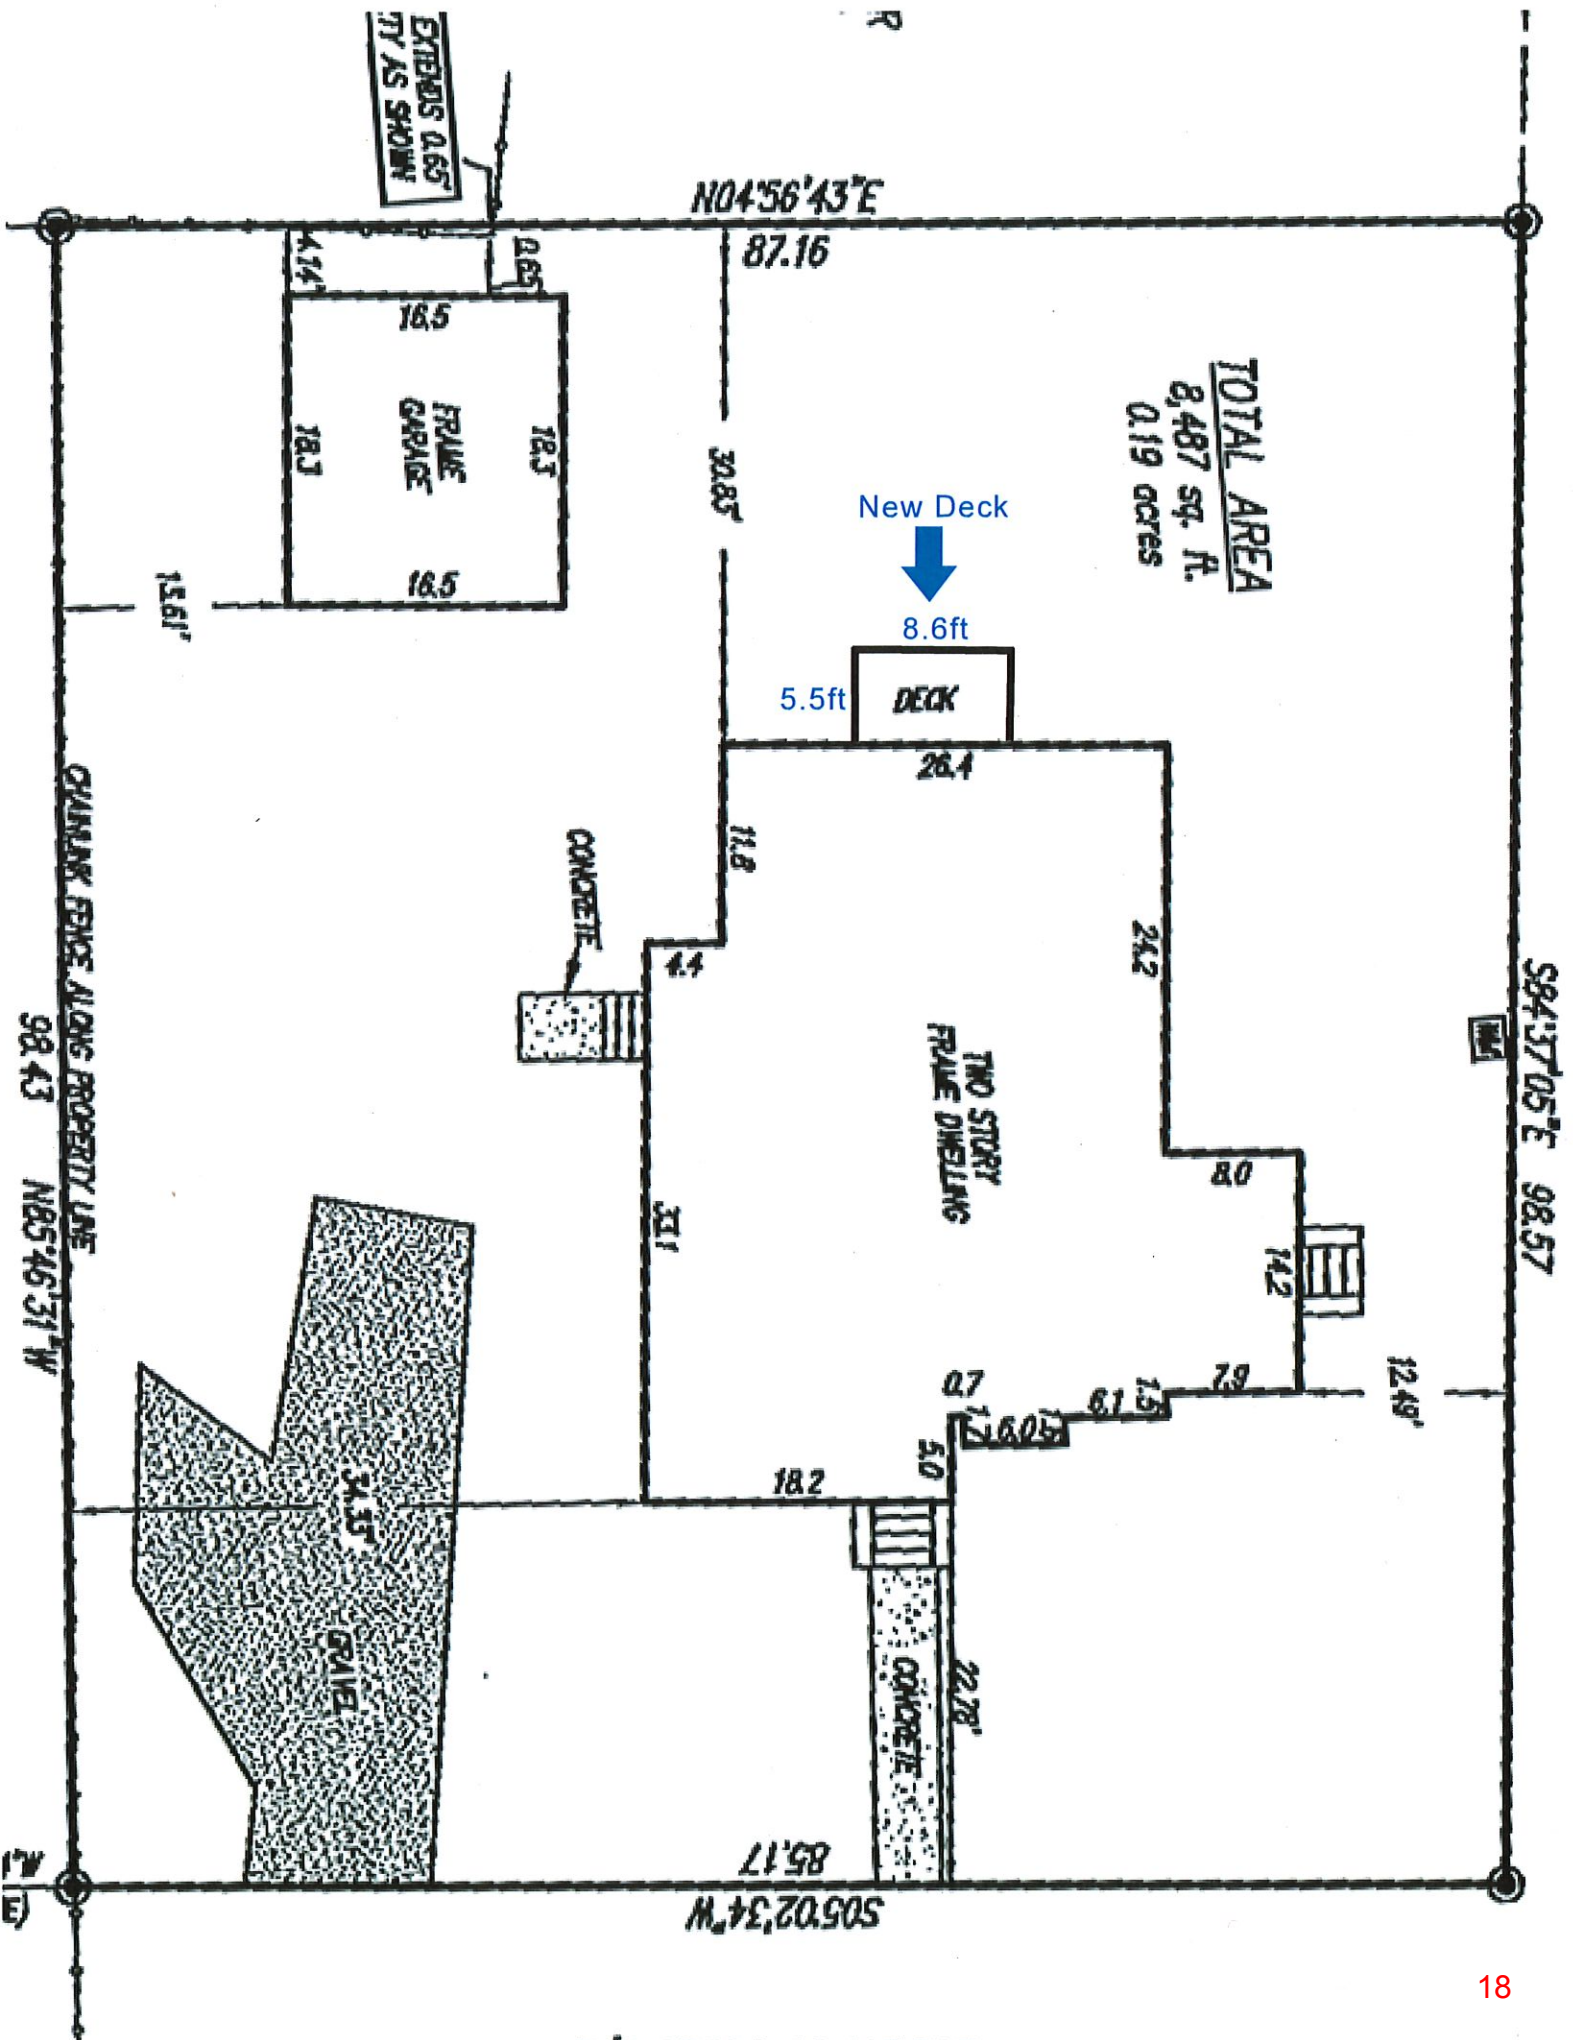 R
EXTENDS 0.65'
TY AS SHOWN
N04°56'43"E
87.16
4.14'
0.65'
16.5
18.3
FRAME
GARAGE
18.3
16.5
13.61'
30.83'
TOTAL AREA
8,487 sq. ft.
0.19 acres
New Deck
8.6ft
5.5ft
DECK
26.4
11.8
4.4
CONCRETE
24.2
8.0
14.2
TWO STORY
FRAME DWELLING
33.1
12.49'
7.9
1.5
6.1
6.0
0.7
5.0
18.2
CONCRETE
22.78'
34.33'
GRAVEL
CHAINLINK FENCE ALONG PROPERTY LINE
98.43 N85°46'31"W
S84°37'05"E 98.57
85.17
S05°02'34"W
18